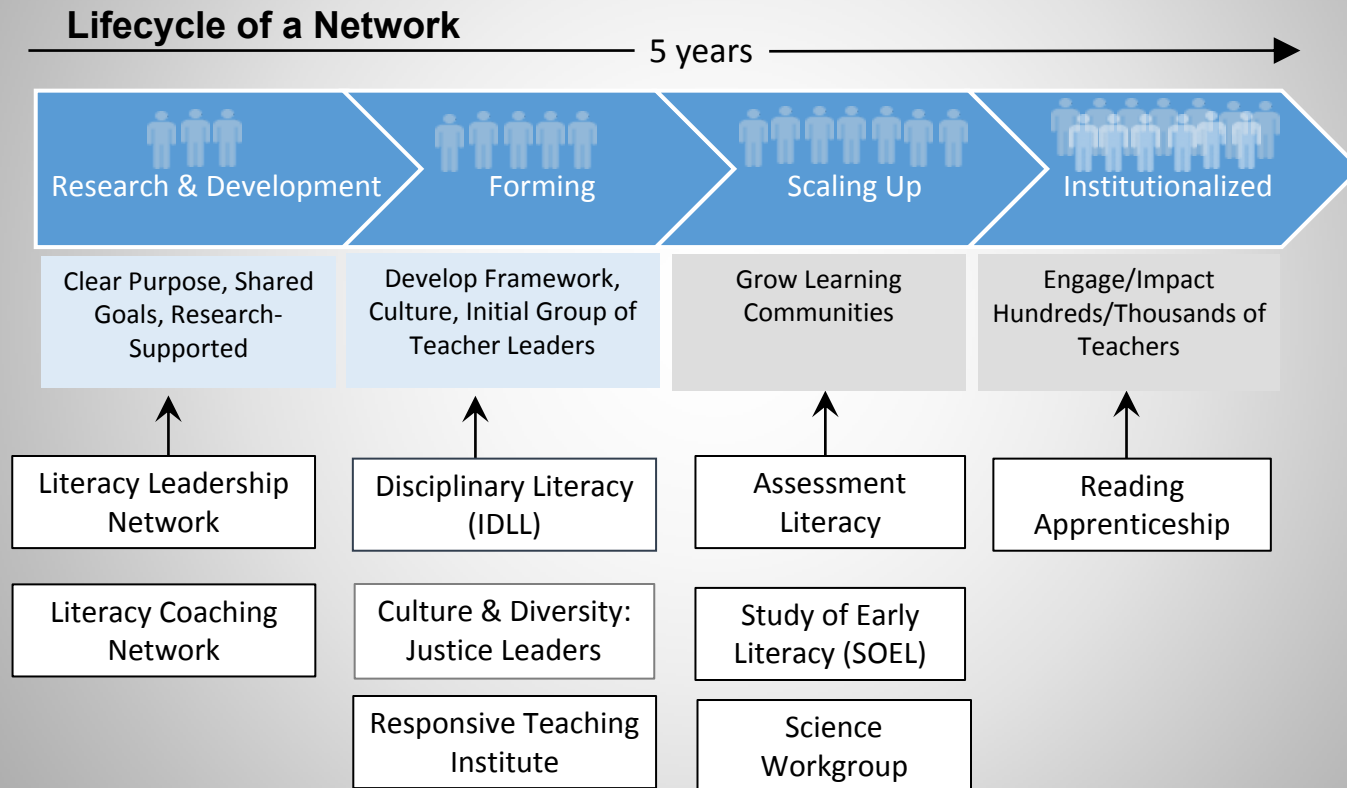 Lifecycle of a Network
5 years
Research & Development
Forming
Scaling Up
Institutionalized
Clear Purpose, Shared
Goals, Research-
Supported
Develop Framework,
Culture, Initial Group of
Teacher Leaders
Grow Learning
Communities
Engage/Impact
Hundreds/Thousands of
Teachers
Literacy Leadership
Network
Disciplinary Literacy
(IDLL)
Assessment
Literacy
Reading
Apprenticeship
Literacy Coaching
Network
Culture & Diversity:
Justice Leaders
Study of Early
Literacy (SOEL)
Responsive Teaching
Institute
Science
Workgroup